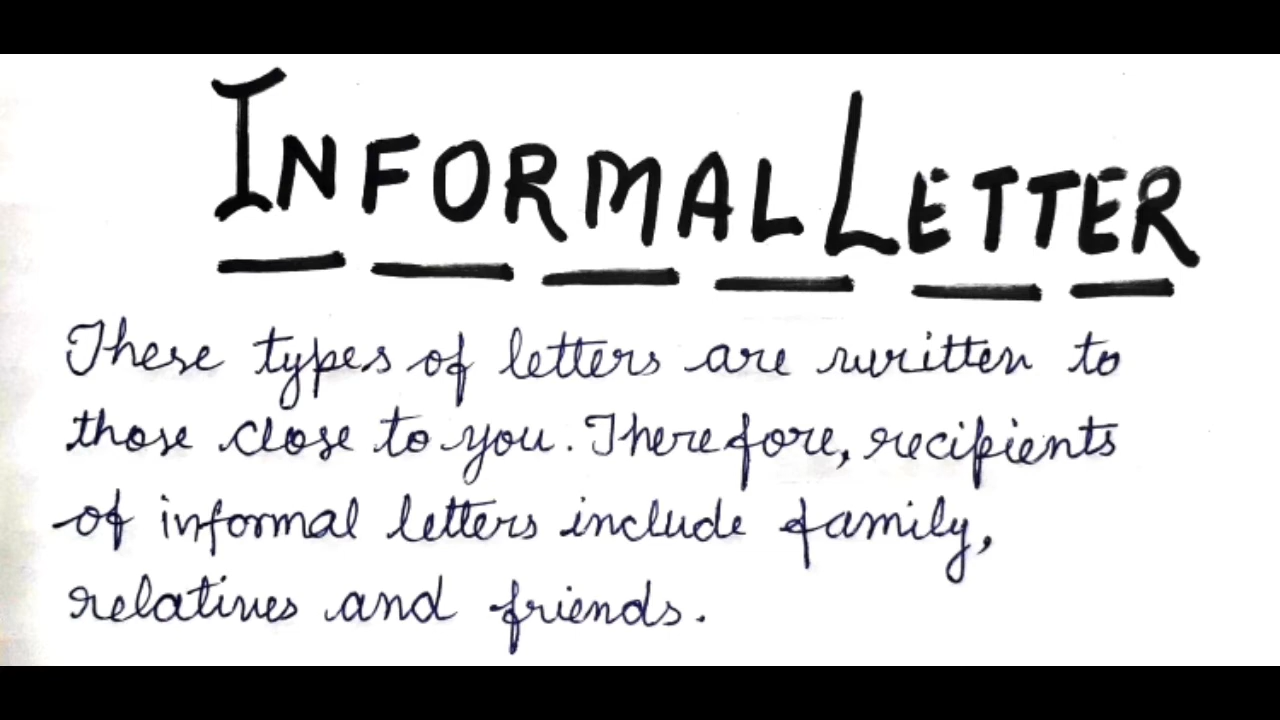 INFORMAL LETTER
These types of letters are written to
those close to you. Therefore, recipients
of informal letters include family,
relatives and friends.